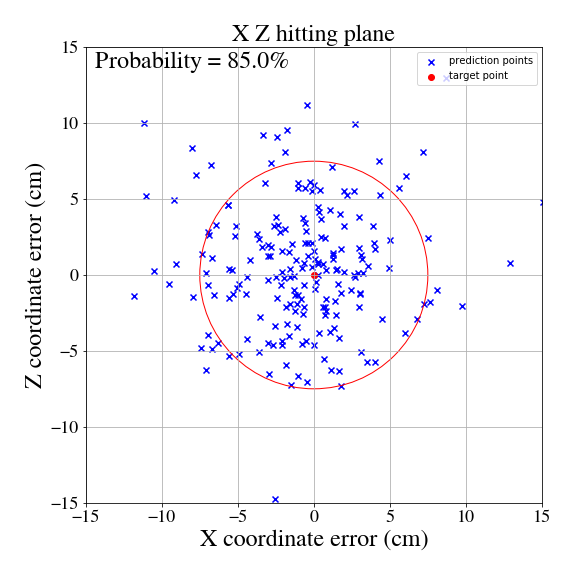 X Z hitting plane
Probability = 85.0%
prediction points
target point
15
10
5
0
−5
−10
−15
Z coordinate error (cm)
−15
−10
−5
0
5
10
15
X coordinate error (cm)